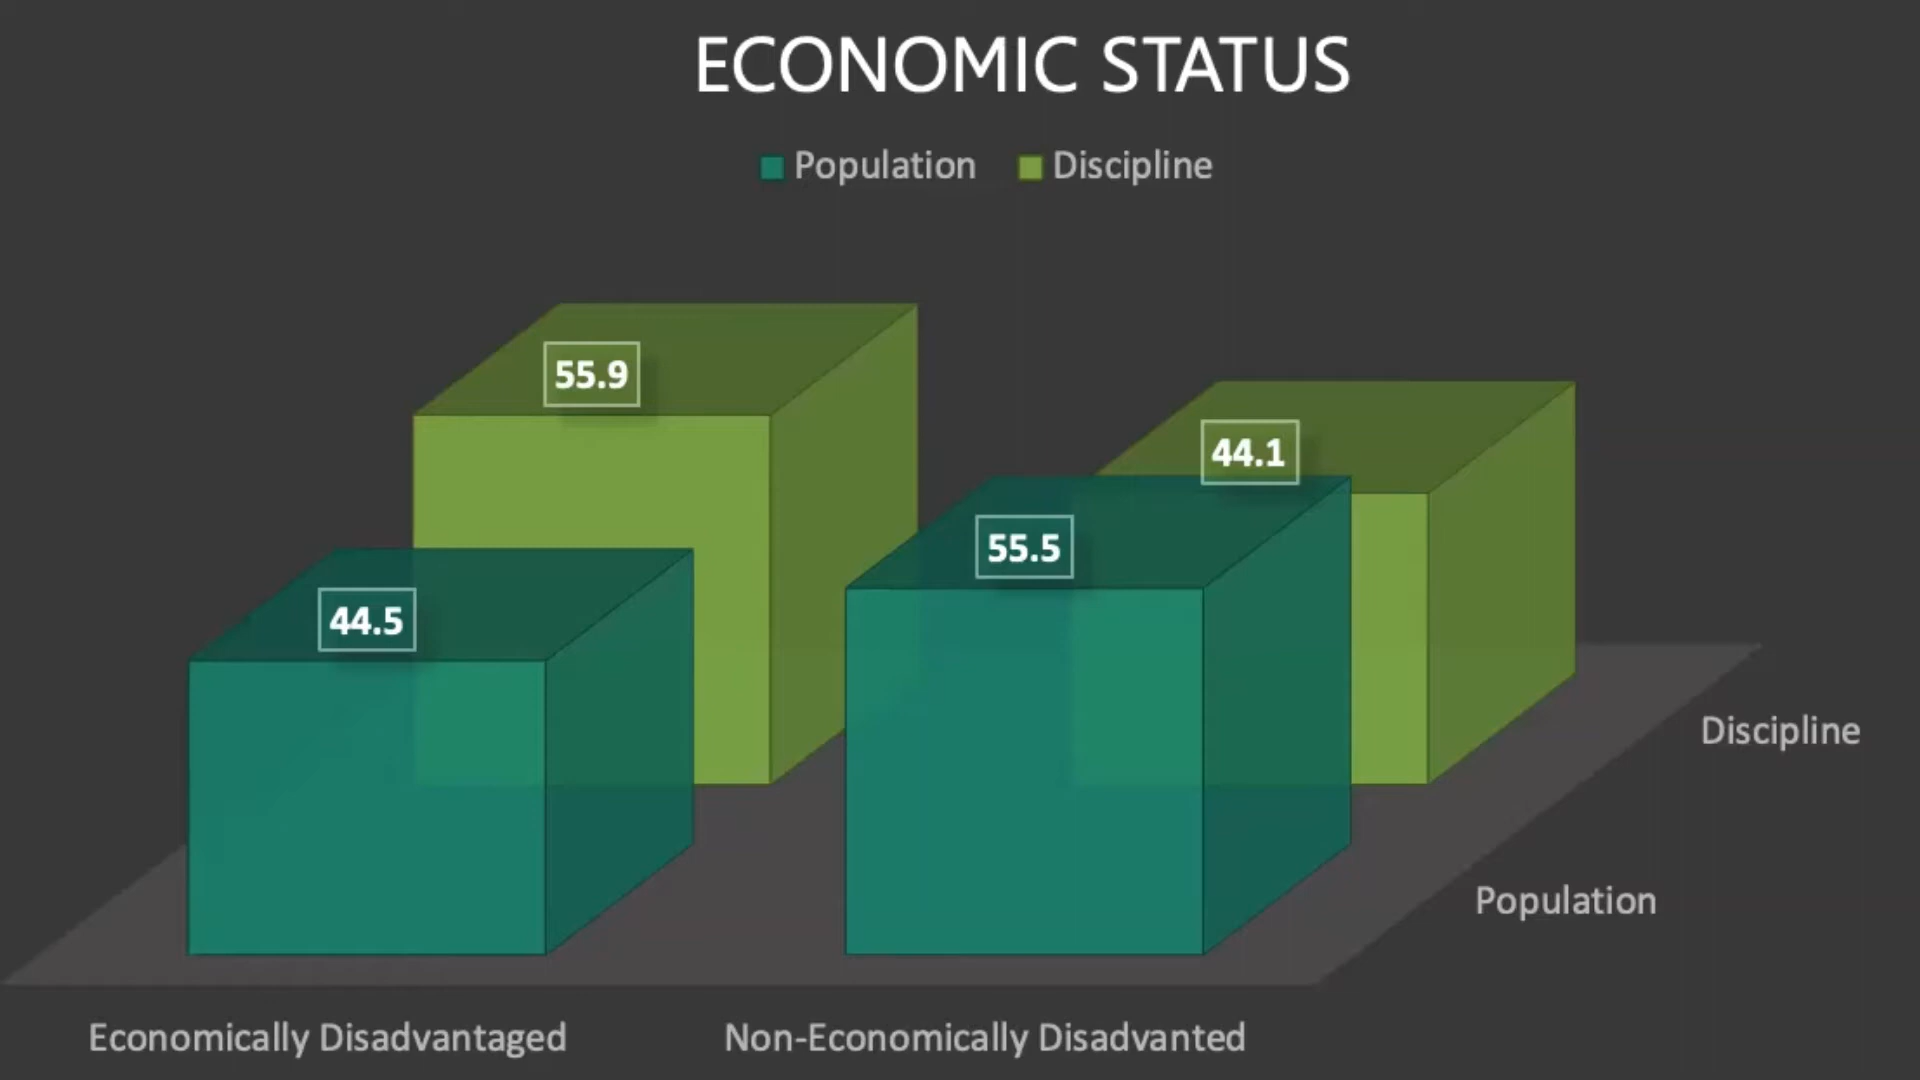 ECONOMIC STATUS
Population Discipline
55.9
44.1
55.5
44.5
Discipline
Population
Economically Disadvantaged Non-Economically Disadvanted